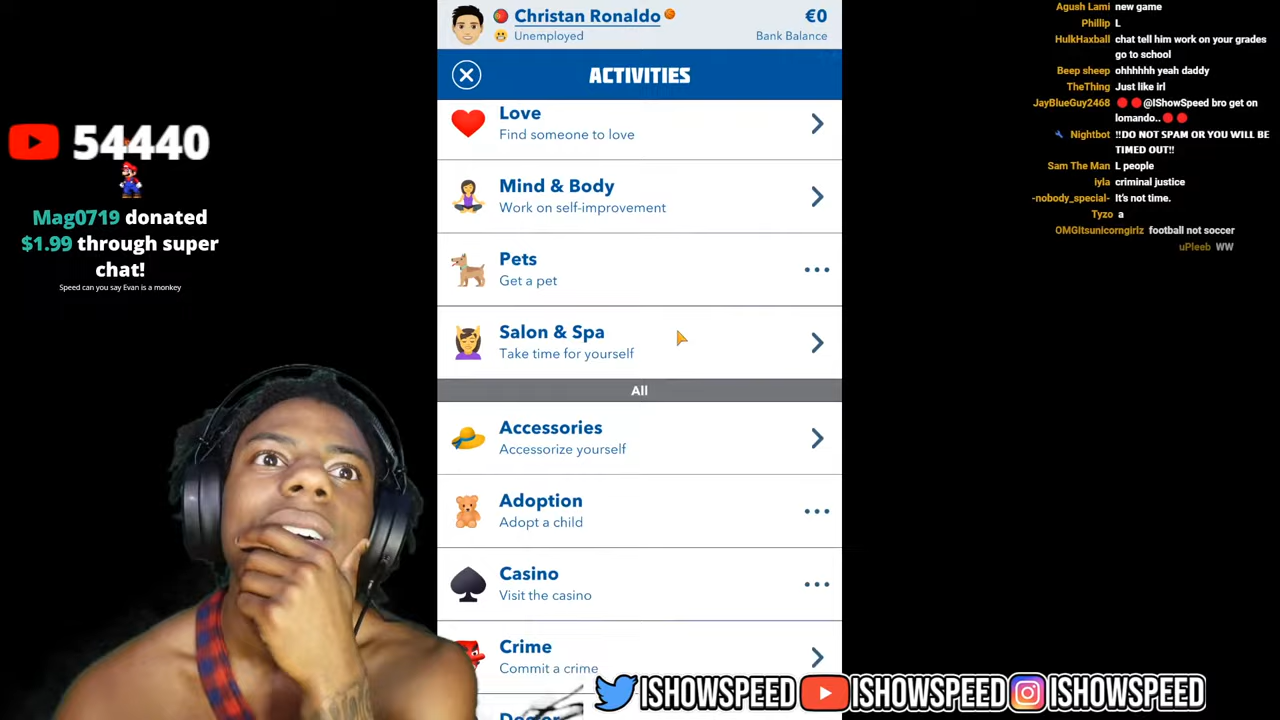 54440
Mag0719 donated
$1.99 through super
chat!
Speed can you say Evan is a monkey
Christan Ronaldo
Unemployed
€0
Bank Balance
ACTIVITIES
Love
Find someone to love
Mind & Body
Work on self-improvement
Pets
Get a pet
Salon & Spa
Take time for yourself
All
Accessories
Accessorize yourself
Adoption
Adopt a child
Casino
Visit the casino
Crime
Commit a crime
Agush Lami new game
Phillip L
HulkHaxball chat tell him work on your grades
go to school
Beep sheep ohhhhhh yeah daddy
TheThing Just like irl
JayBlueGuy2468 @IShowSpeed bro get on
lomando..
Nightbot !!DO NOT SPAM OR YOU WILL BE
TIMED OUT!!
Sam The Man L people
iyla criminal justice
-nobody_special- It's not time.
Tyzo a
OMGitsunicorngirlz football not soccer
uPleeb WW
ISHOWSPEED ISHOWSPEED ISHOWSPEED